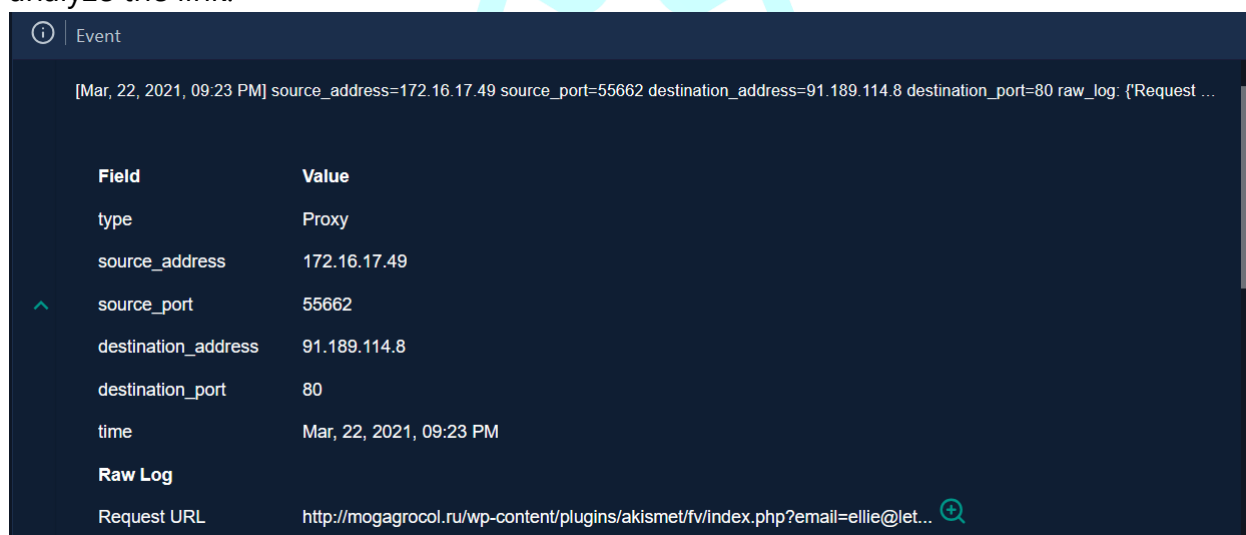 analyze the link.
Event
[Mar, 22, 2021, 09:23 PM] source_address=172.16.17.49 source_port=55662 destination_address=91.189.114.8 destination_port=80 raw_log: {'Request ...
Field Value
type Proxy
source_address 172.16.17.49
source_port 55662
destination_address 91.189.114.8
destination_port 80
time Mar, 22, 2021, 09:23 PM
Raw Log
Request URL http://mogagrocol.ru/wp-content/plugins/akismet/fv/index.php?email=ellie@let...